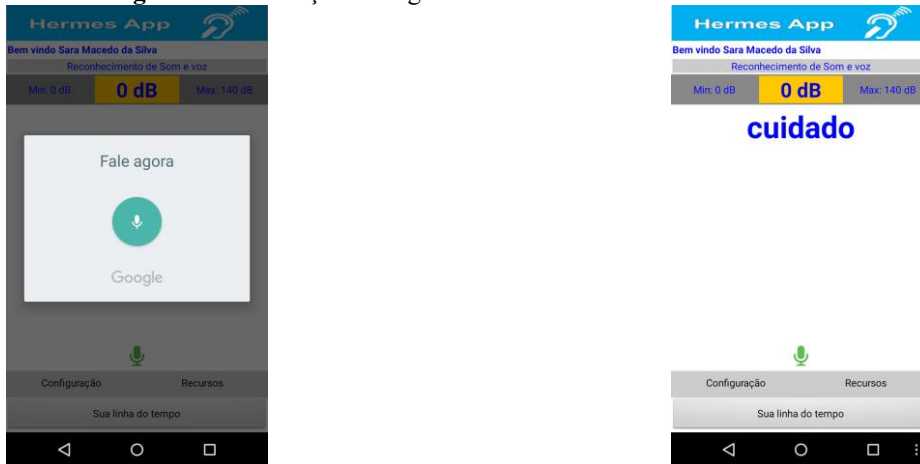 Hermes App
Bem vindo Sara Macedo da Silva
Reconhecimento de Som e voz
Min: 0 dB 0 dB Max: 140 dB
Fale agora
Google
Configuração Recursos
Sua linha do tempo
Hermes App
Bem vindo Sara Macedo da Silva
Reconhecimento de Som e voz
Min: 0 dB 0 dB Max: 140 dB
cuidado
Configuração Recursos
Sua linha do tempo